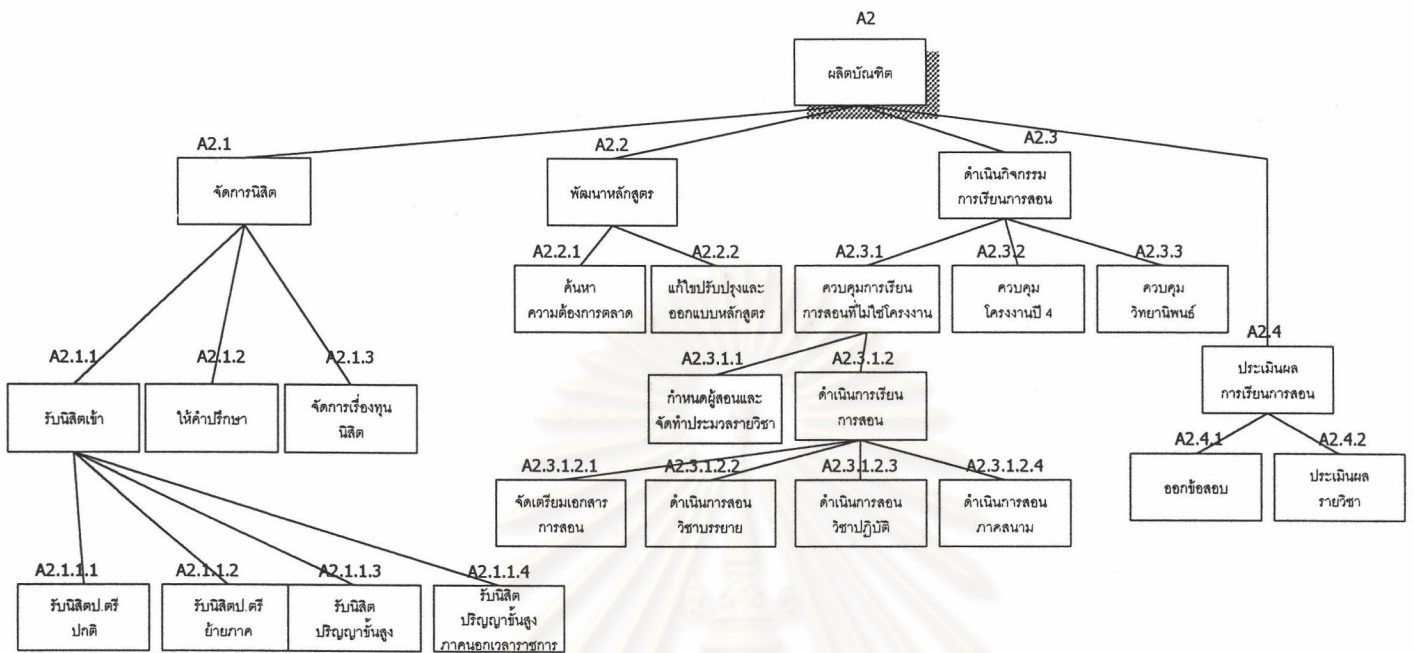 A2
ผลิตบัณฑิต
A2.1
จัดการนิสิต
A2.2
พัฒนาหลักสูตร
A2.3
ดำเนินกิจกรรม
การเรียนการสอน
A2.2.1
ค้นหา
ความต้องการตลาด
A2.2.2
แก้ไขปรับปรุงและ
ออกแบบหลักสูตร
A2.3.1
ควบคุมการเรียน
การสอนที่ไม่ใช่โครงงาน
A2.3.2
ควบคุม
โครงงานปี 4
A2.3.3
ควบคุม
วิทยานิพนธ์
A2.4
ประเมินผล
การเรียนการสอน
A2.1.1
รับนิสิตเข้า
A2.1.2
ให้คำปรึกษา
A2.1.3
จัดการเรื่องทุน
นิสิต
A2.3.1.1
กำหนดผู้สอนและ
จัดทำประมวลรายวิชา
A2.3.1.2
ดำเนินการเรียน
การสอน
A2.4.1
ออกข้อสอบ
A2.4.2
ประเมินผล
รายวิชา
A2.3.1.2.1
จัดเตรียมเอกสาร
การสอน
A2.3.1.2.2
ดำเนินการสอน
วิชาบรรยาย
A2.3.1.2.3
ดำเนินการสอน
วิชาปฏิบัติ
A2.3.1.2.4
ดำเนินการสอน
ภาคสนาม
A2.1.1.1
รับนิสิตป.ตรี
ปกติ
A2.1.1.2
รับนิสิตป.ตรี
ย้ายภาค
A2.1.1.3
รับนิสิต
ปริญญาขั้นสูง
A2.1.1.4
รับนิสิต
ปริญญาขั้นสูง
ภาคนอกเวลาราชการ